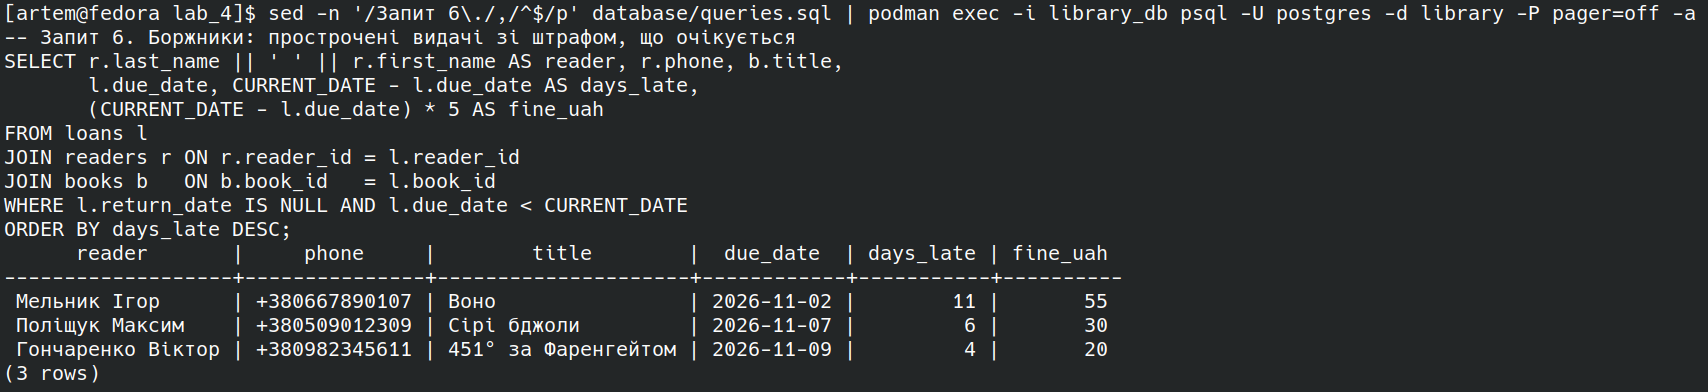 [artem@fedora lab_4]$ sed -n '/Запит 6\./,/^$/p' database/queries.sql | podman exec -i library_db psql -U postgres -d library -P pager=off -a
-- Запит 6. Боржники: прострочені видачі зі штрафом, що очікується
SELECT r.last_name || ' ' || r.first_name AS reader, r.phone, b.title,
       l.due_date, CURRENT_DATE - l.due_date AS days_late,
       (CURRENT_DATE - l.due_date) * 5 AS fine_uah
FROM loans l
JOIN readers r ON r.reader_id = l.reader_id
JOIN books b   ON b.book_id   = l.book_id
WHERE l.return_date IS NULL AND l.due_date < CURRENT_DATE
ORDER BY days_late DESC;
      reader       |     phone     |        title        |  due_date  | days_late | fine_uah
-------------------+---------------+---------------------+------------+-----------+----------
 Мельник Ігор      | +380667890107 | Воно                | 2026-11-02 |        11 |       55
 Поліщук Максим    | +380509012309 | Сірі бджоли         | 2026-11-07 |         6 |       30
 Гончаренко Віктор | +380982345611 | 451° за Фаренгейтом | 2026-11-09 |         4 |       20
(3 rows)